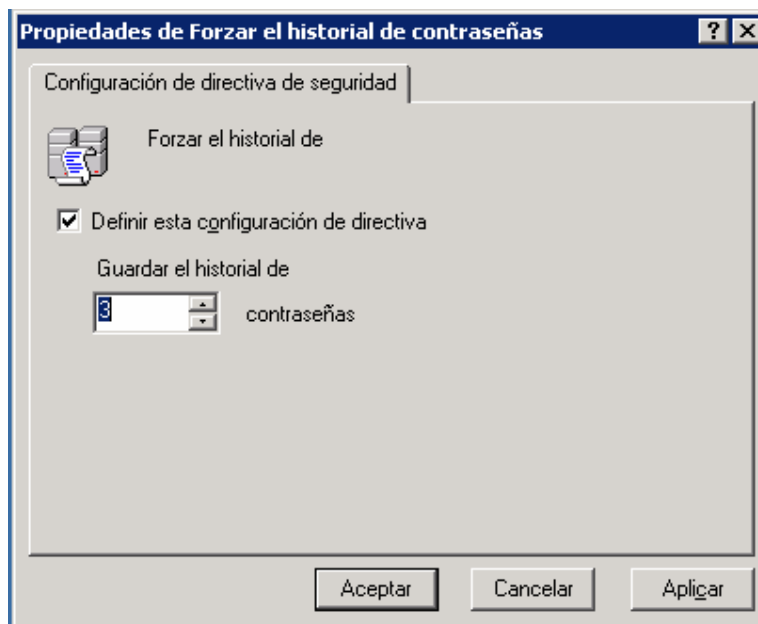 Propiedades de Forzar el historial de contraseñas
Configuración de directiva de seguridad
Forzar el historial de
Definir esta configuración de directiva
Guardar el historial de
3 contraseñas
Aceptar Cancelar Aplicar